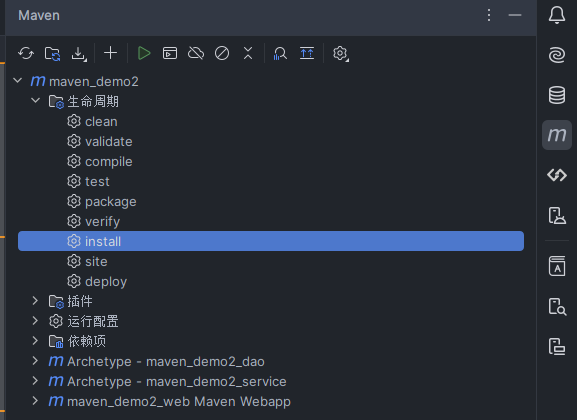 Maven
maven_demo2
生命周期
clean
validate
compile
test
package
verify
install
site
deploy
插件
运行配置
依赖项
Archetype - maven_demo2_dao
Archetype - maven_demo2_service
maven_demo2_web Maven Webapp